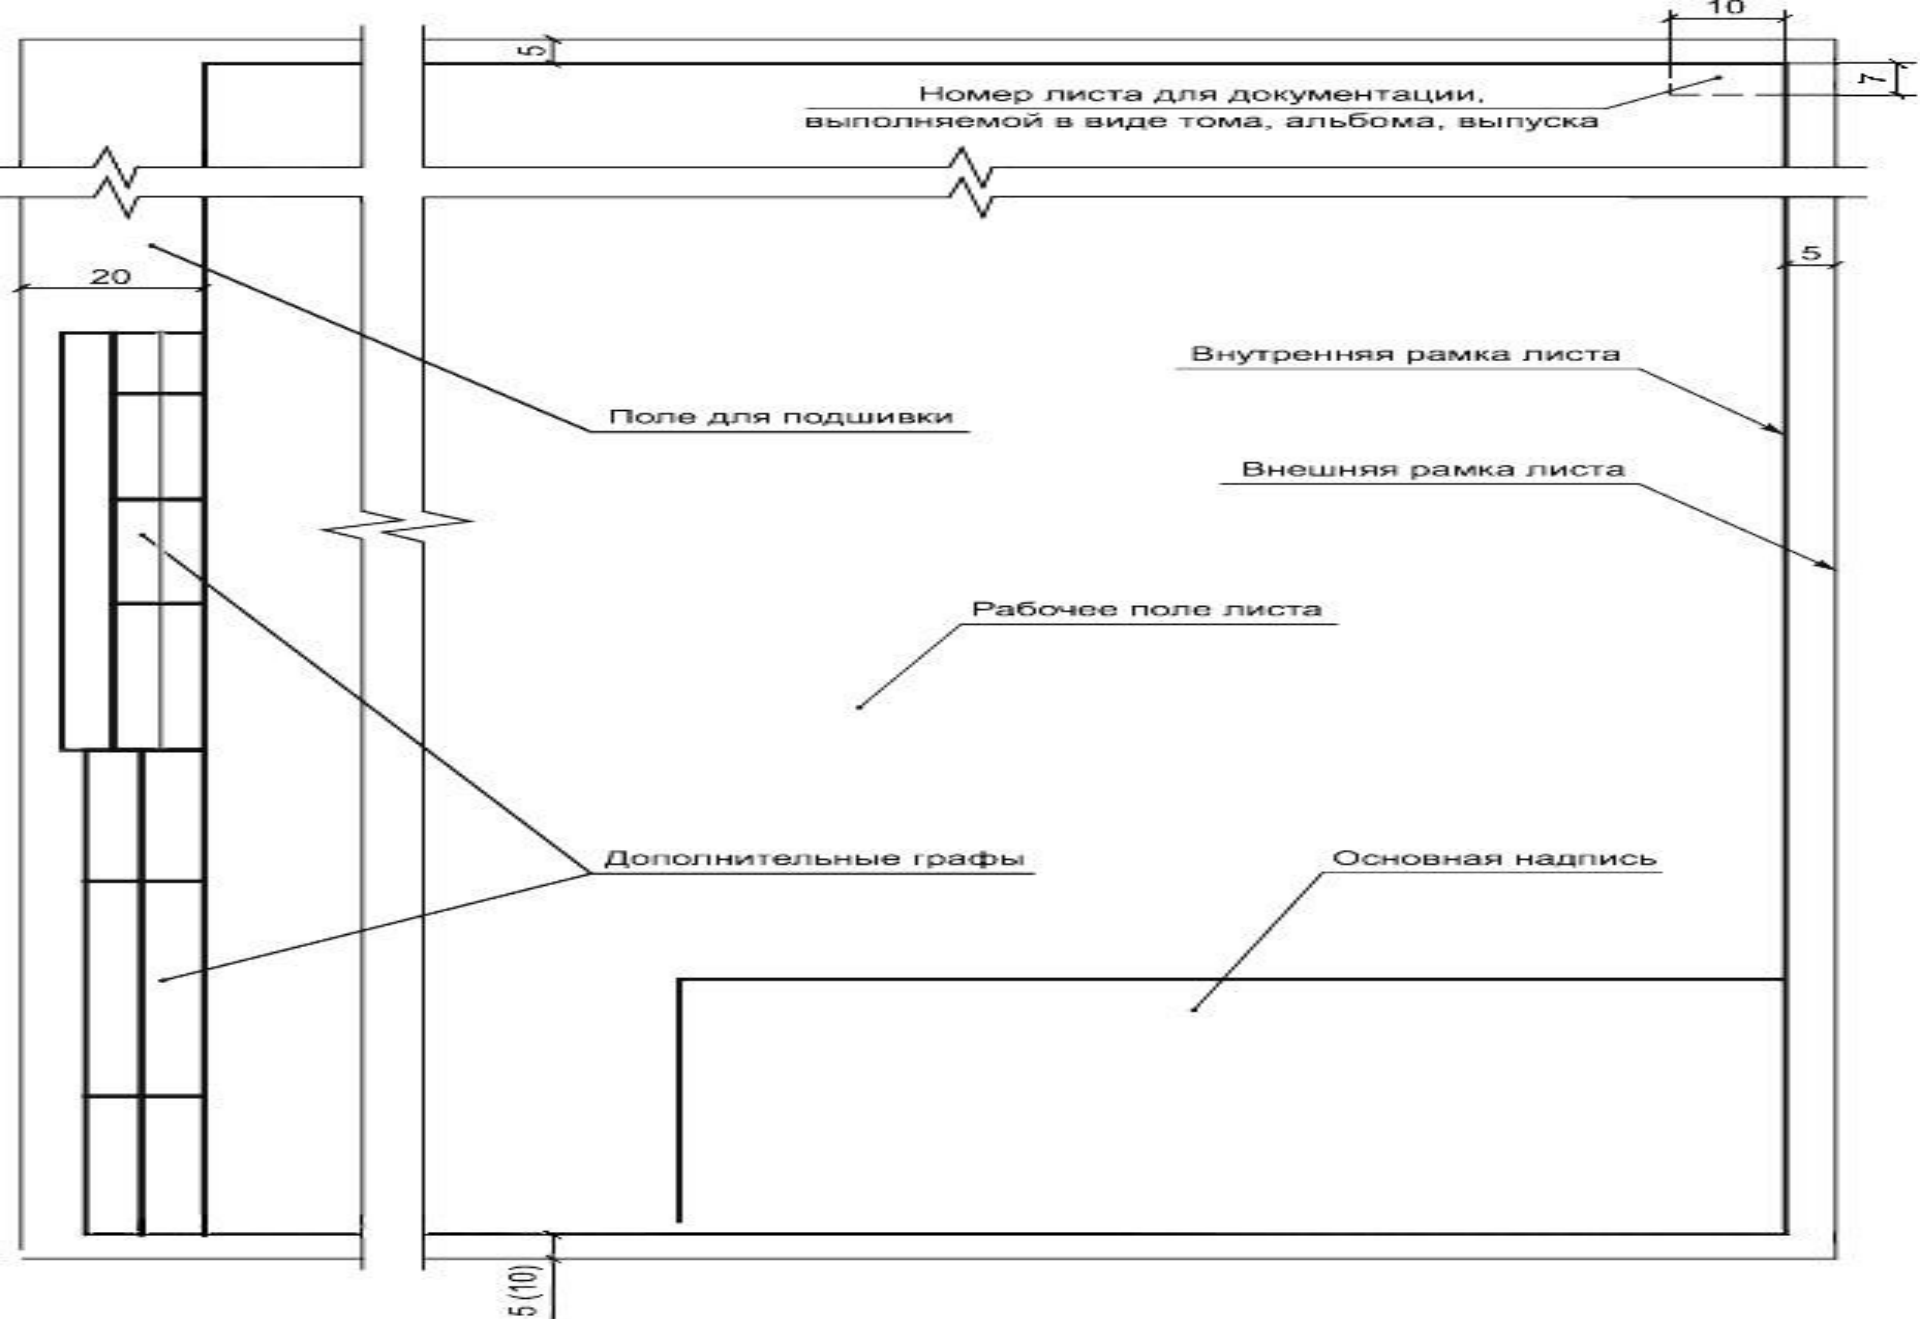 10
5
7
Номер листа для документации,
выполняемой в виде тома, альбома, выпуска
5
20
Внутренняя рамка листа
Поле для подшивки
Внешняя рамка листа
Рабочее поле листа
Дополнительные графы
Основная надпись
5 (10)